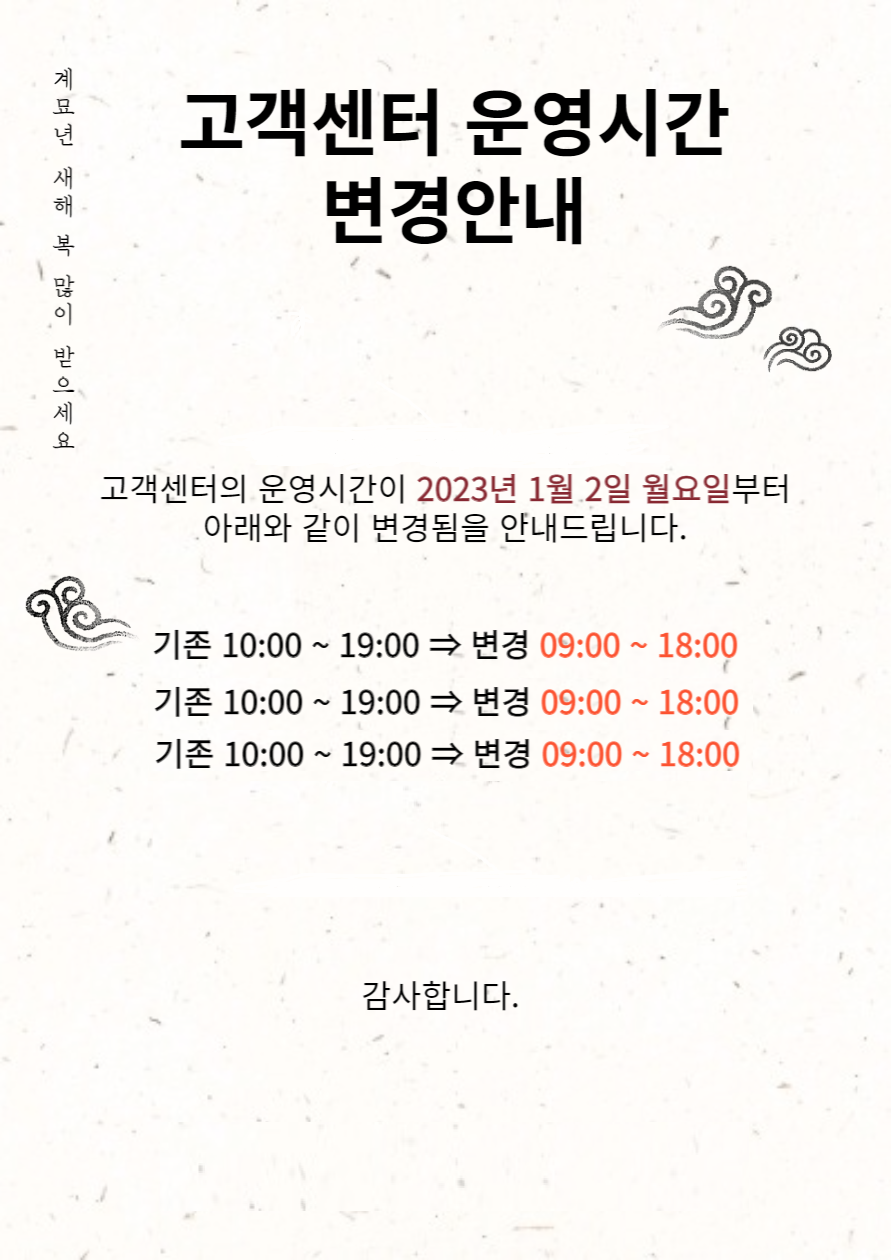 계묘년 새해 복 많이 받으세요
고객센터 운영시간
변경안내
고객센터의 운영시간이 2023년 1월 2일 월요일부터
아래와 같이 변경됨을 안내드립니다.
기존 10:00 ~ 19:00 ⇒ 변경 09:00 ~ 18:00
기존 10:00 ~ 19:00 ⇒ 변경 09:00 ~ 18:00
기존 10:00 ~ 19:00 ⇒ 변경 09:00 ~ 18:00
감사합니다.